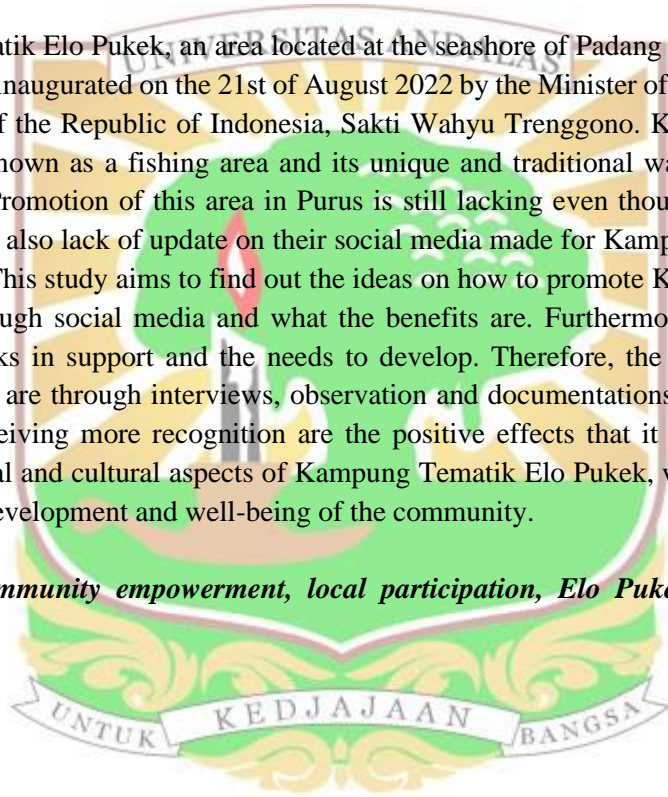 UNIVERSITAS ANDALAS
atik Elo Pukek, an area located at the seashore of Padang
inaugurated on the 21st of August 2022 by the Minister of
f the Republic of Indonesia, Sakti Wahyu Trenggono. K
nown as a fishing area and its unique and traditional wa
Promotion of this area in Purus is still lacking even thou
also lack of update on their social media made for Kamp
This study aims to find out the ideas on how to promote K
ugh social media and what the benefits are. Furthermo
ks in support and the needs to develop. Therefore, the
are through interviews, observation and documentations
eiving more recognition are the positive effects that it
al and cultural aspects of Kampung Tematik Elo Pukek,
evelopment and well-being of the community.
mmunity empowerment, local participation, Elo Puk
UNTUK KEDJAJAAN BANGSA